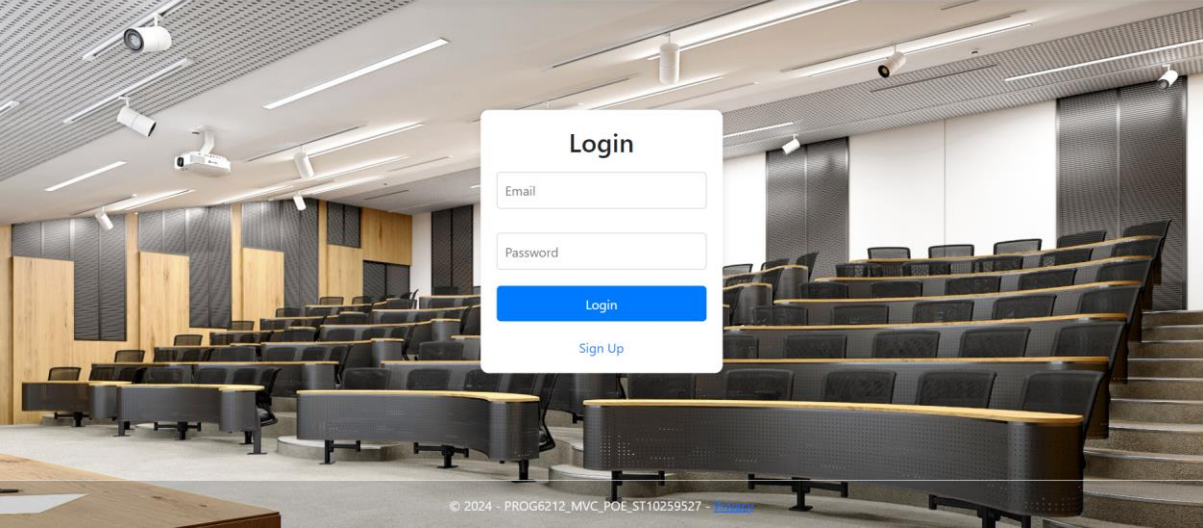 Login
Email
Password
Login
Sign Up
© 2024 - PROG6212_MVC_POE_ST10259527 - Privacy